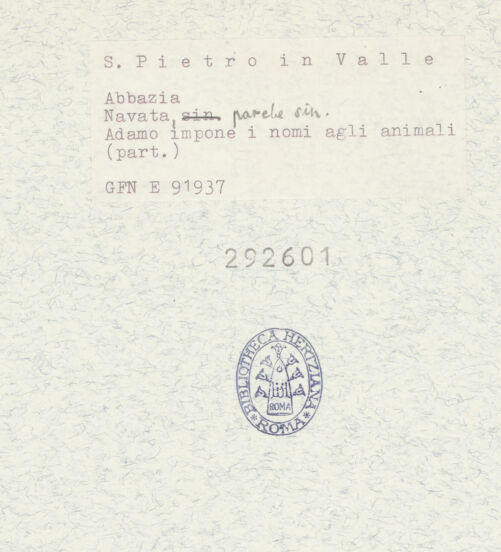 S. Pietro in Valle
Abbazia
Navata, sin. parete sin.
Adamo impone i nomi agli animali
(part.)
GFN E 91937
292601
BIBLIOTHECA HERTZIANA
ROMA
* ROMA *